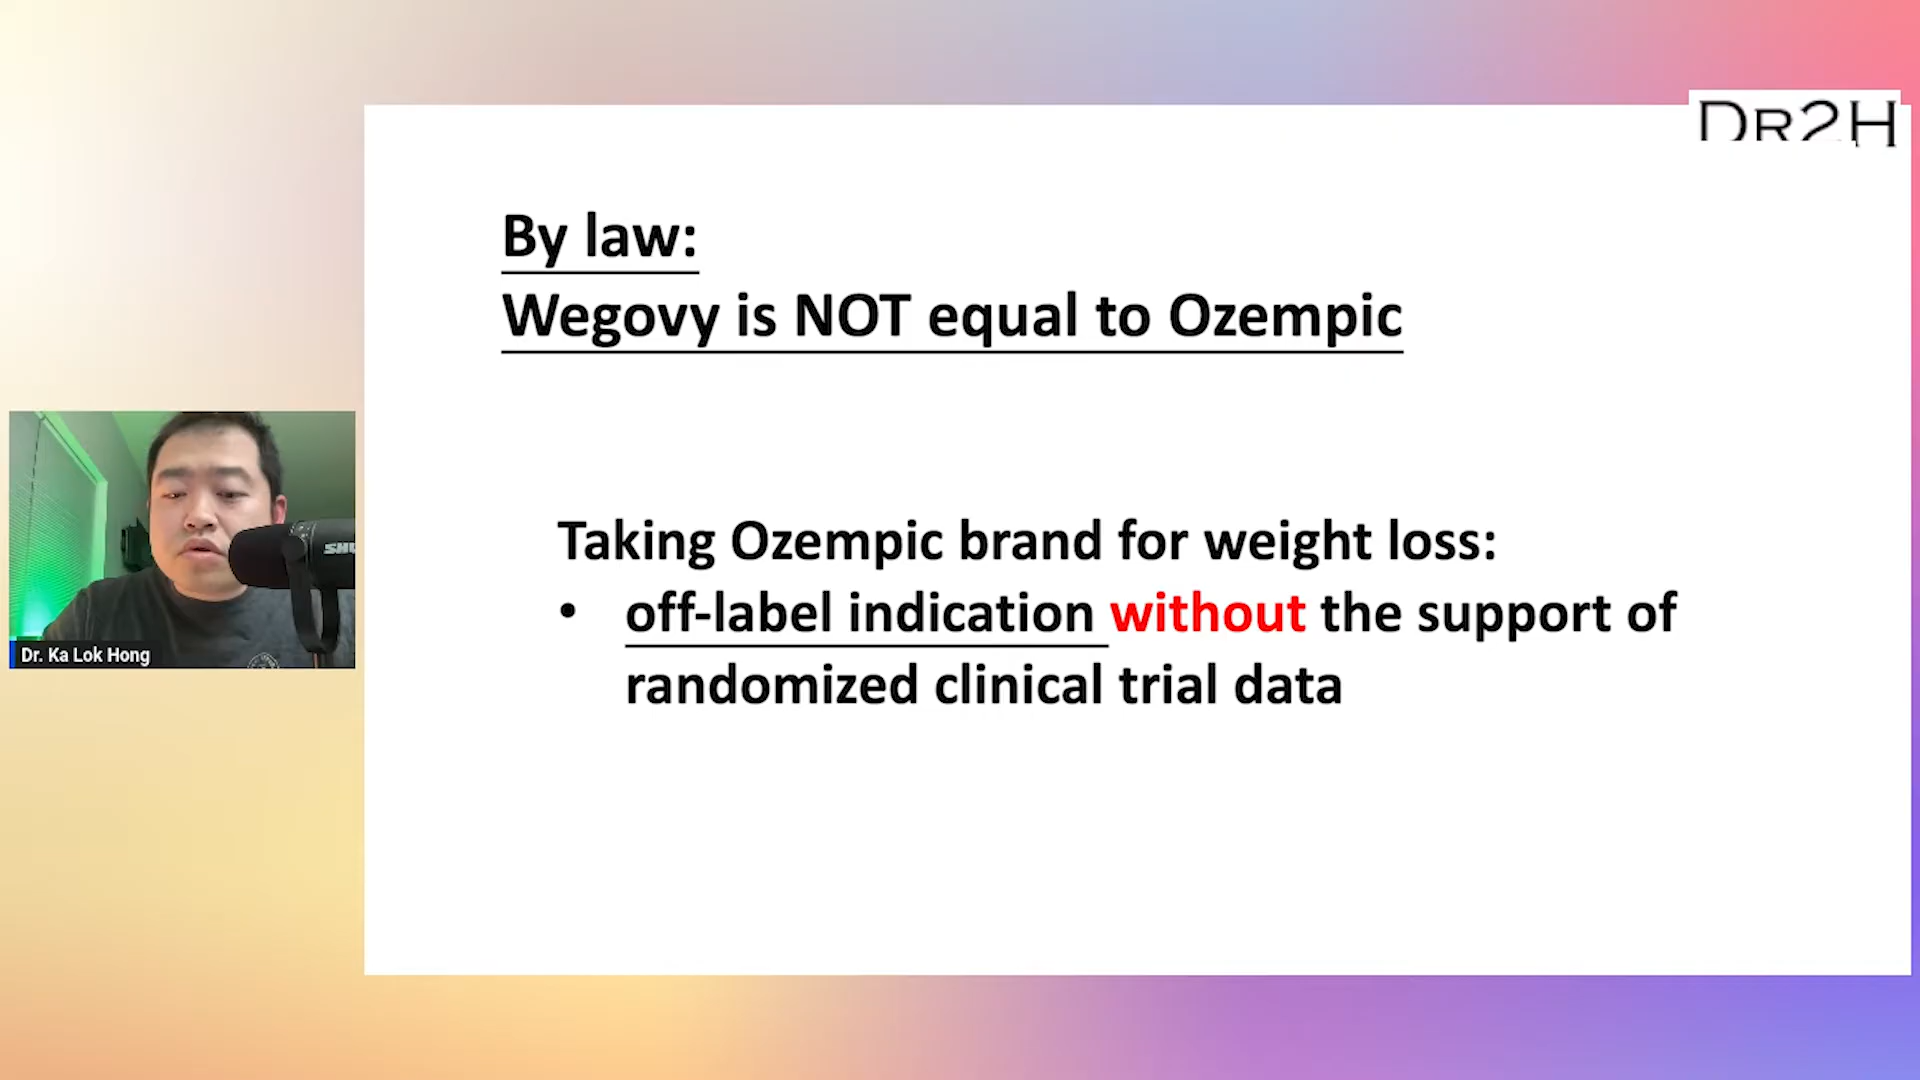 DR2H
By law:
Wegovy is NOT equal to Ozempic
Taking Ozempic brand for weight loss:
• off-label indication without the support of
randomized clinical trial data
SHU
Dr. Ka Lok Hong